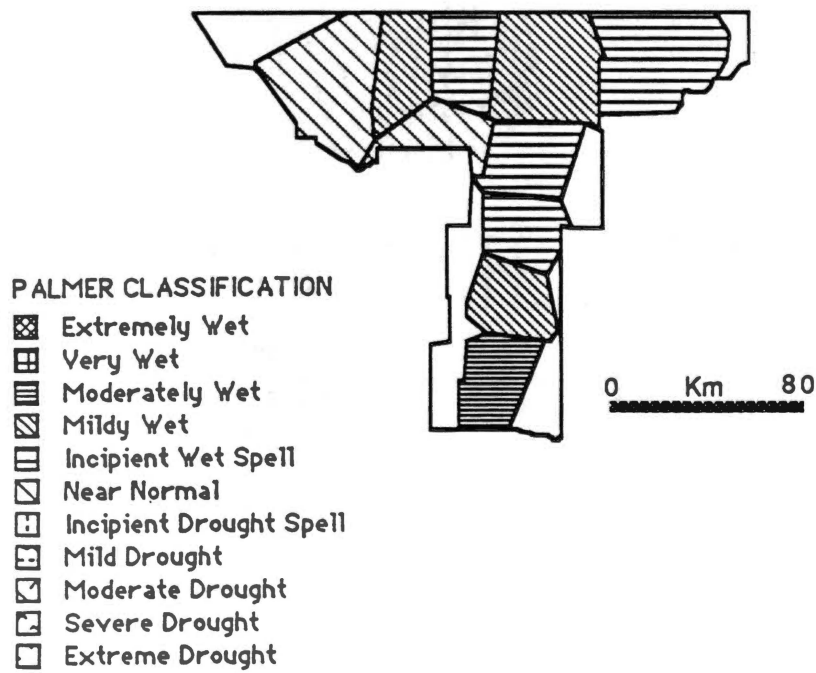 PALMER CLASSIFICATION
Extremely Wet
Very Wet
Moderately Wet
Mildy Wet
Incipient Wet Spell
Near Normal
Incipient Drought Spell
Mild Drought
Moderate Drought
Severe Drought
Extreme Drought
0 Km 80